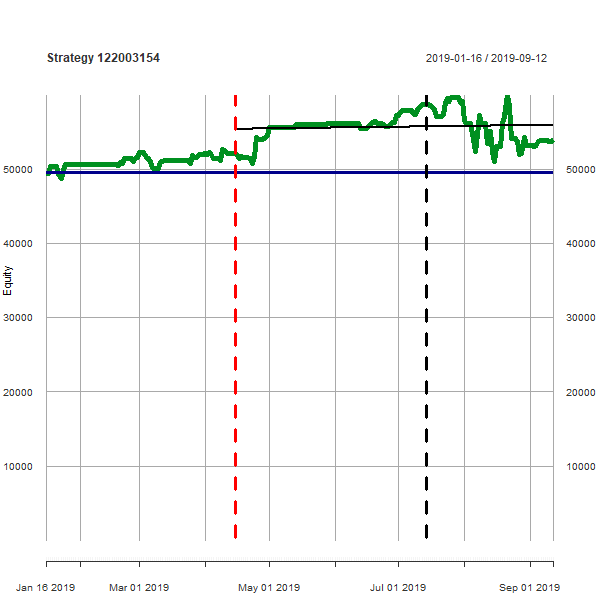 Strategy 122003154
2019-01-16 / 2019-09-12
50000 50000
40000 40000
Equity
30000 30000
20000 20000
10000 10000
Jan 16 2019 Mar 01 2019 May 01 2019 Jul 01 2019 Sep 01 2019